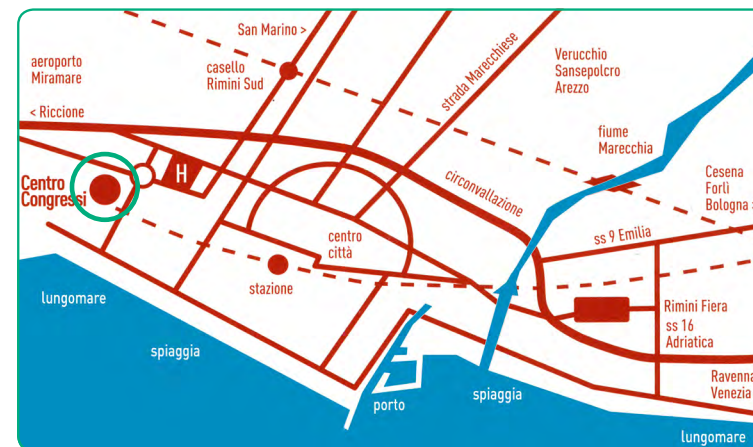 San Marino >
aeroporto
Miramare
casello
Rimini Sud
strada Marecchiese
Verucchio
Sansepolcro
Arezzo
< Riccione
fiume
Marecchia
Cesena
Forlì
Bologna >
H
Centro
Congressi
circonvallazione
centro
città
ss 9 Emilia
stazione
lungomare
Rimini Fiera
ss 16
Adriatica
spiaggia
Ravenna
Venezia
porto
spiaggia
lungomare